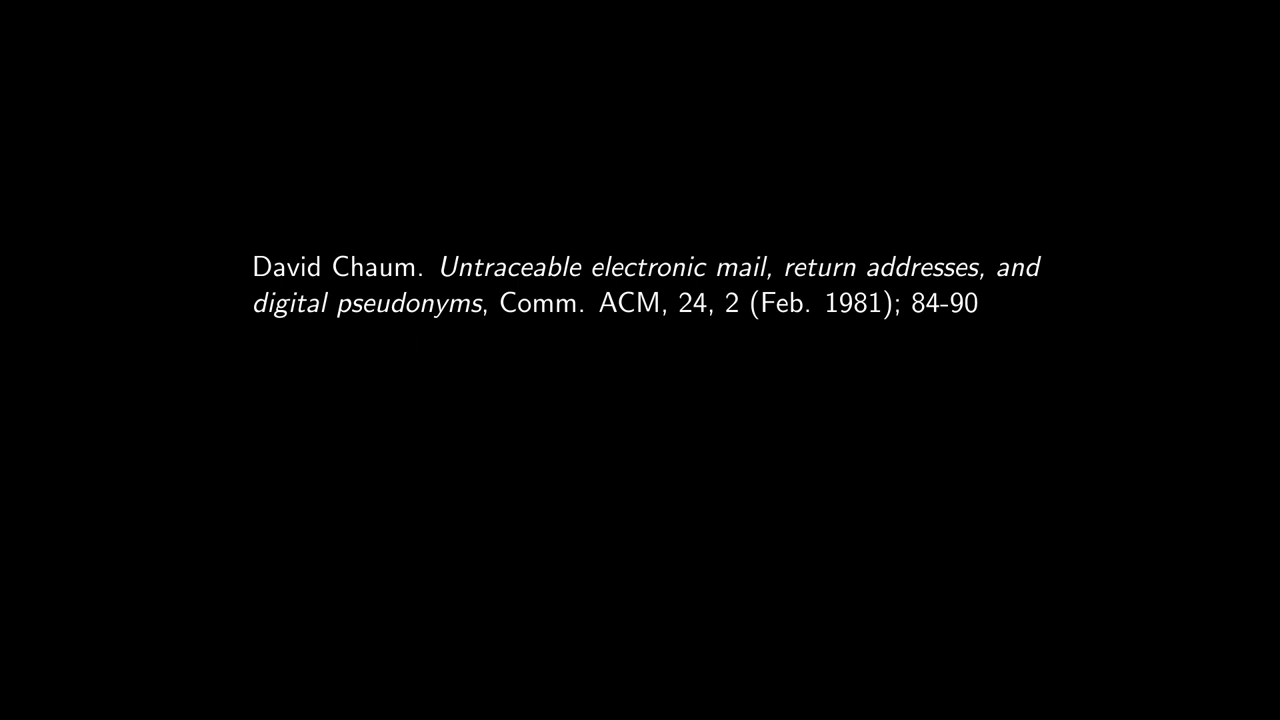 David Chaum. Untraceable electronic mail, return addresses, and
digital pseudonyms, Comm. ACM, 24, 2 (Feb. 1981); 84-90